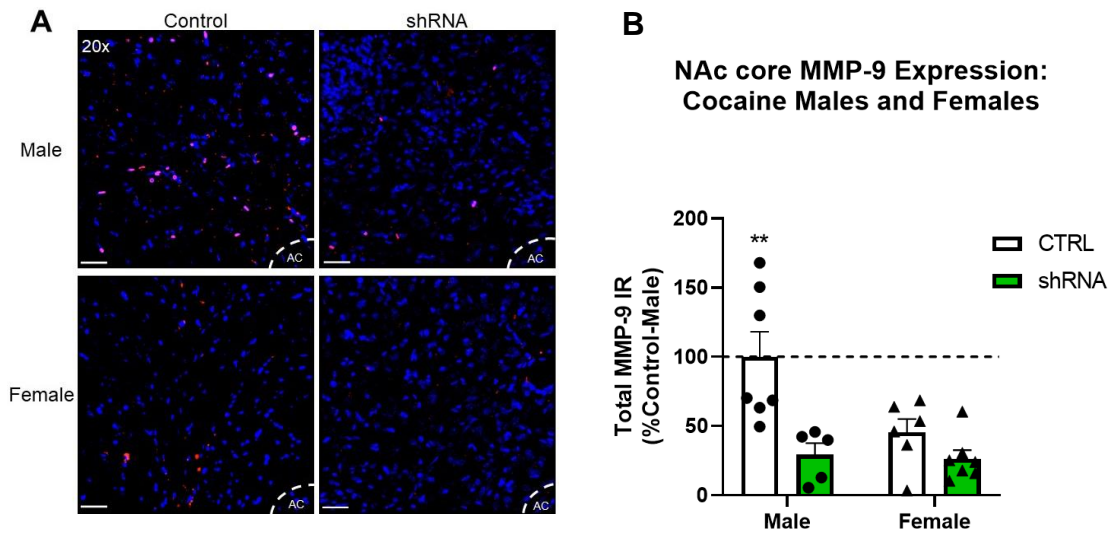 A
Control
shRNA
20x
Male
AC
AC
Female
AC
AC
B
NAc core MMP-9 Expression:
Cocaine Males and Females
Total MMP-9 IR
(%Control-Male)
200
150
100
50
0
**
CTRL
shRNA
Male
Female